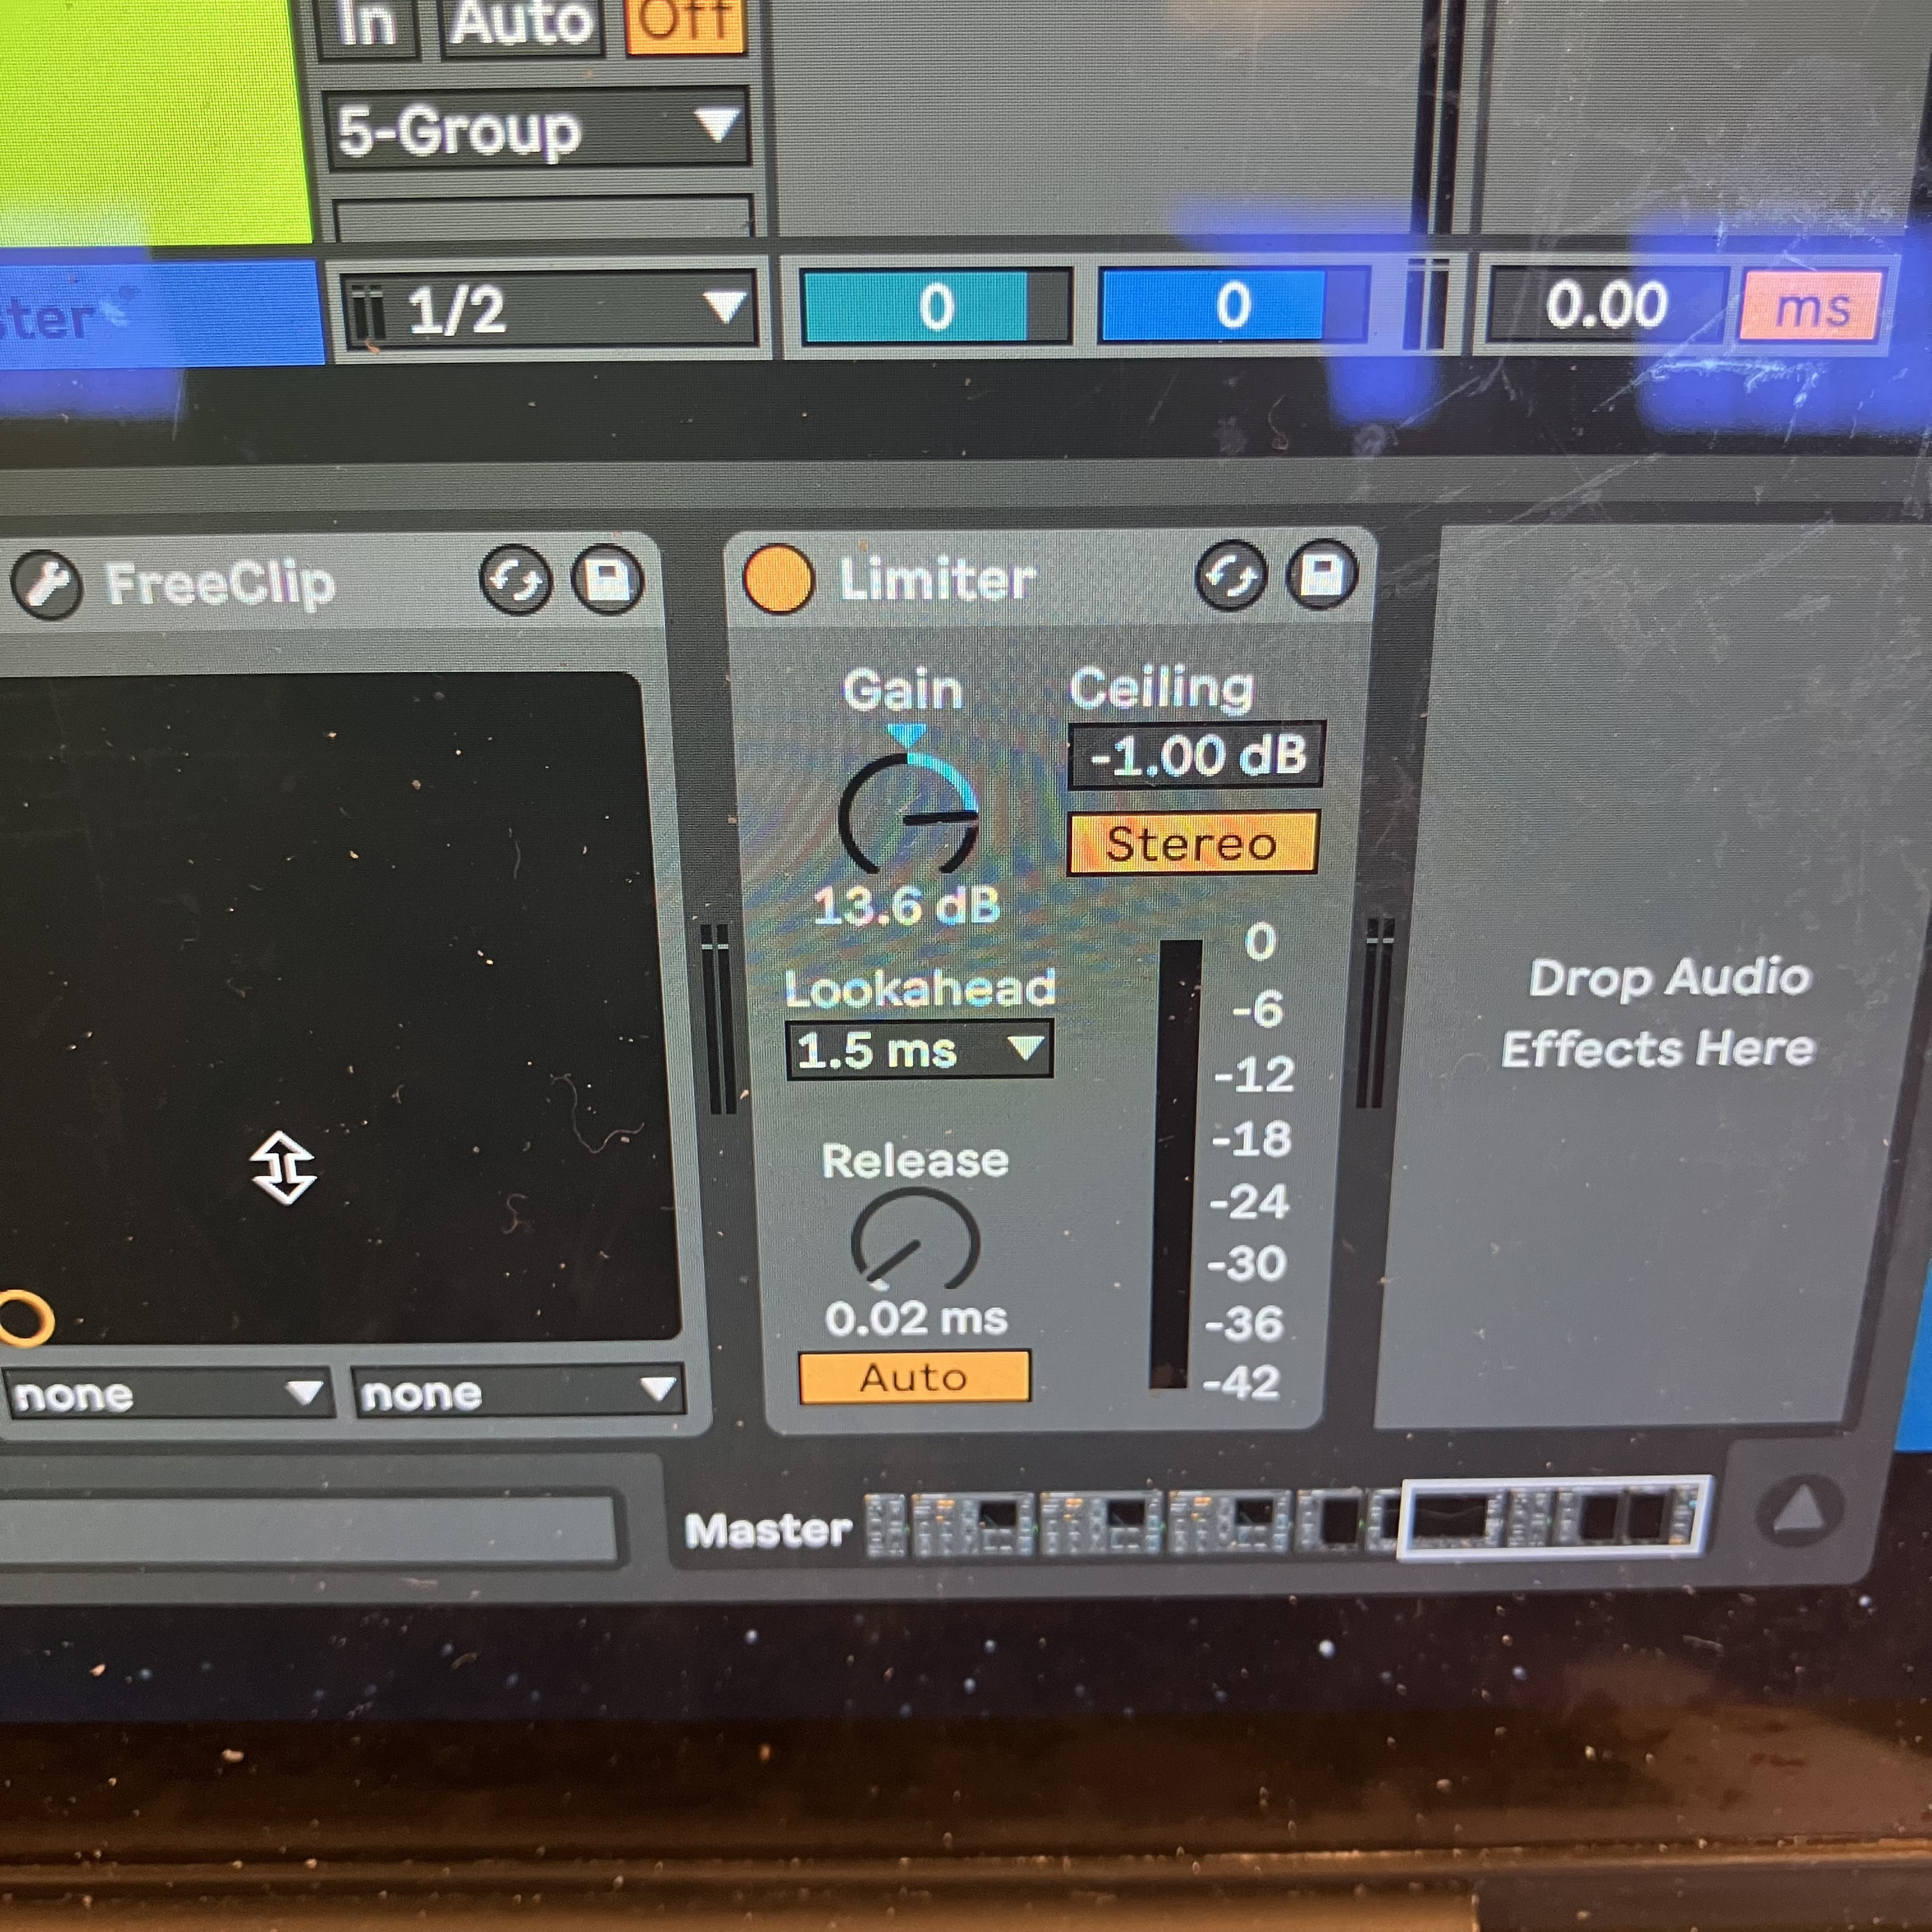 In Auto Off
5-Group
ster
1/2 0 0 0.00 ms
FreeClip
Limiter
Gain Ceiling
-1.00 dB
Stereo
13.6 dB
Lookahead
1.5 ms
Release
0.02 ms
Auto
0
-6
-12
-18
-24
-30
-36
-42
Drop Audio
Effects Here
none none
Master